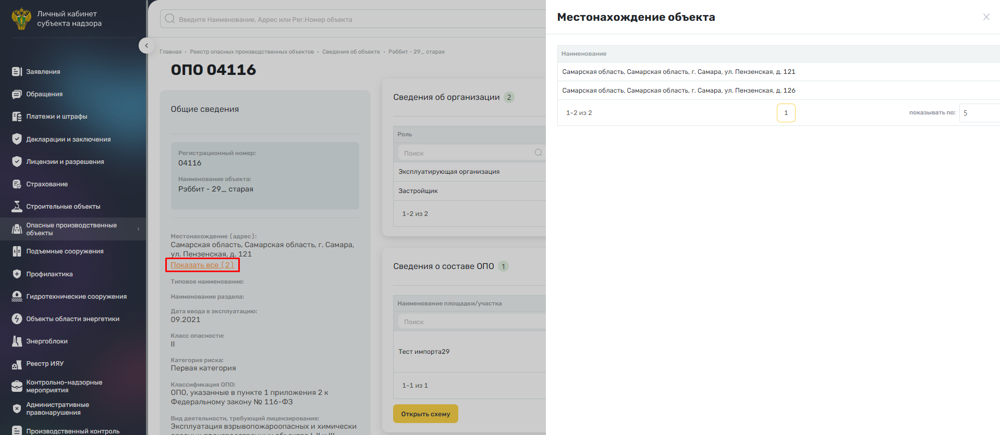 Личный кабинет
субъекта надзора
Заявления
Обращения
Платежи и штрафы
Декларации и заключения
Лицензии и разрешения
Страхование
Строительные объекты
Опасные производственные
объекты
Подъемные сооружения
Профилактика
Гидротехнические сооружения
Объекты области энергетики
Энергоблоки
Реестр ИЯУ
Контрольно-надзорные
мероприятия
Административные
правонарушения
Производственный контроль
Введите Наименование, Адрес или Рег.Номер объекта
Главная · Реестр опасных производственных объектов · Сведения об объекте · Рэббит - 29_ старая
ОПО 04116
Общие сведения
Регистрационный номер:
04116
Наименование объекта:
Рэббит - 29_ старая
Местонахождение (адрес):
Самарская область, Самарская область, г. Самара,
ул. Пензенская, д. 121
Показать все (2)
Типовое наименование:
Наименование раздела:
Дата ввода в эксплуатацию:
09.2021
Класс опасности:
II
Категория риска:
Первая категория
Классификация ОПО:
ОПО, указанные в пункте 1 приложения 2 к
Федеральному закону № 116-ФЗ
Вид деятельности, требующий лицензирования:
Эксплуатация взрывопожароопасных и химически
опасных производственных объектов I, II и III
Сведения об организации 2
Роль
Поиск
Эксплуатирующая организация
Застройщик
1-2 из 2
Сведения о составе ОПО 1
Наименование площадки/участка
Поиск
Тест импорта29
1-1 из 1
Открыть схему
Местонахождение объекта
Наименование
Самарская область, Самарская область, г. Самара, ул. Пензенская, д. 121
Самарская область, Самарская область, г. Самара, ул. Пензенская, д. 126
1-2 из 2 1 показывать по: 5